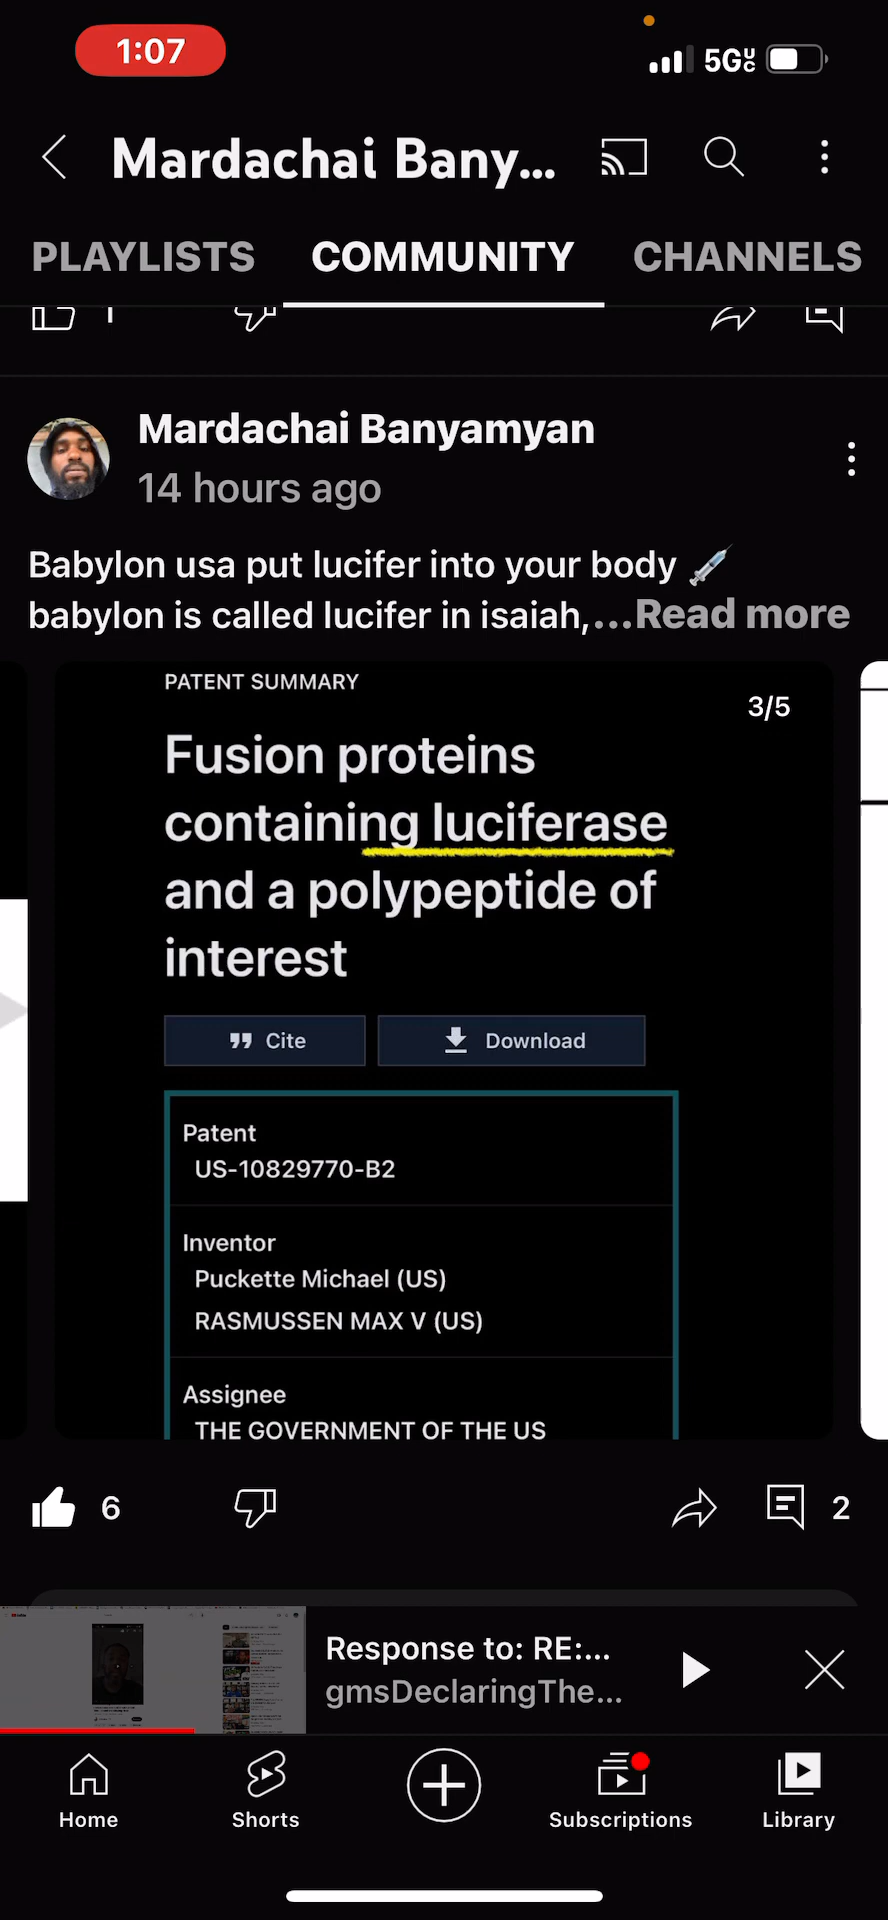 1:07
5G UC
Mardachai Bany...
PLAYLISTS COMMUNITY CHANNELS
1
Mardachai Banyamyan
14 hours ago
Babylon usa put lucifer into your body
babylon is called lucifer in isaiah,...Read more
PATENT SUMMARY
3/5
Fusion proteins
containing luciferase
and a polypeptide of
interest
Cite Download
Patent
US-10829770-B2
Inventor
Puckette Michael (US)
RASMUSSEN MAX V (US)
Assignee
THE GOVERNMENT OF THE US
6 2
Response to: RE:...
gmsDeclaringThe...
Home Shorts Subscriptions Library